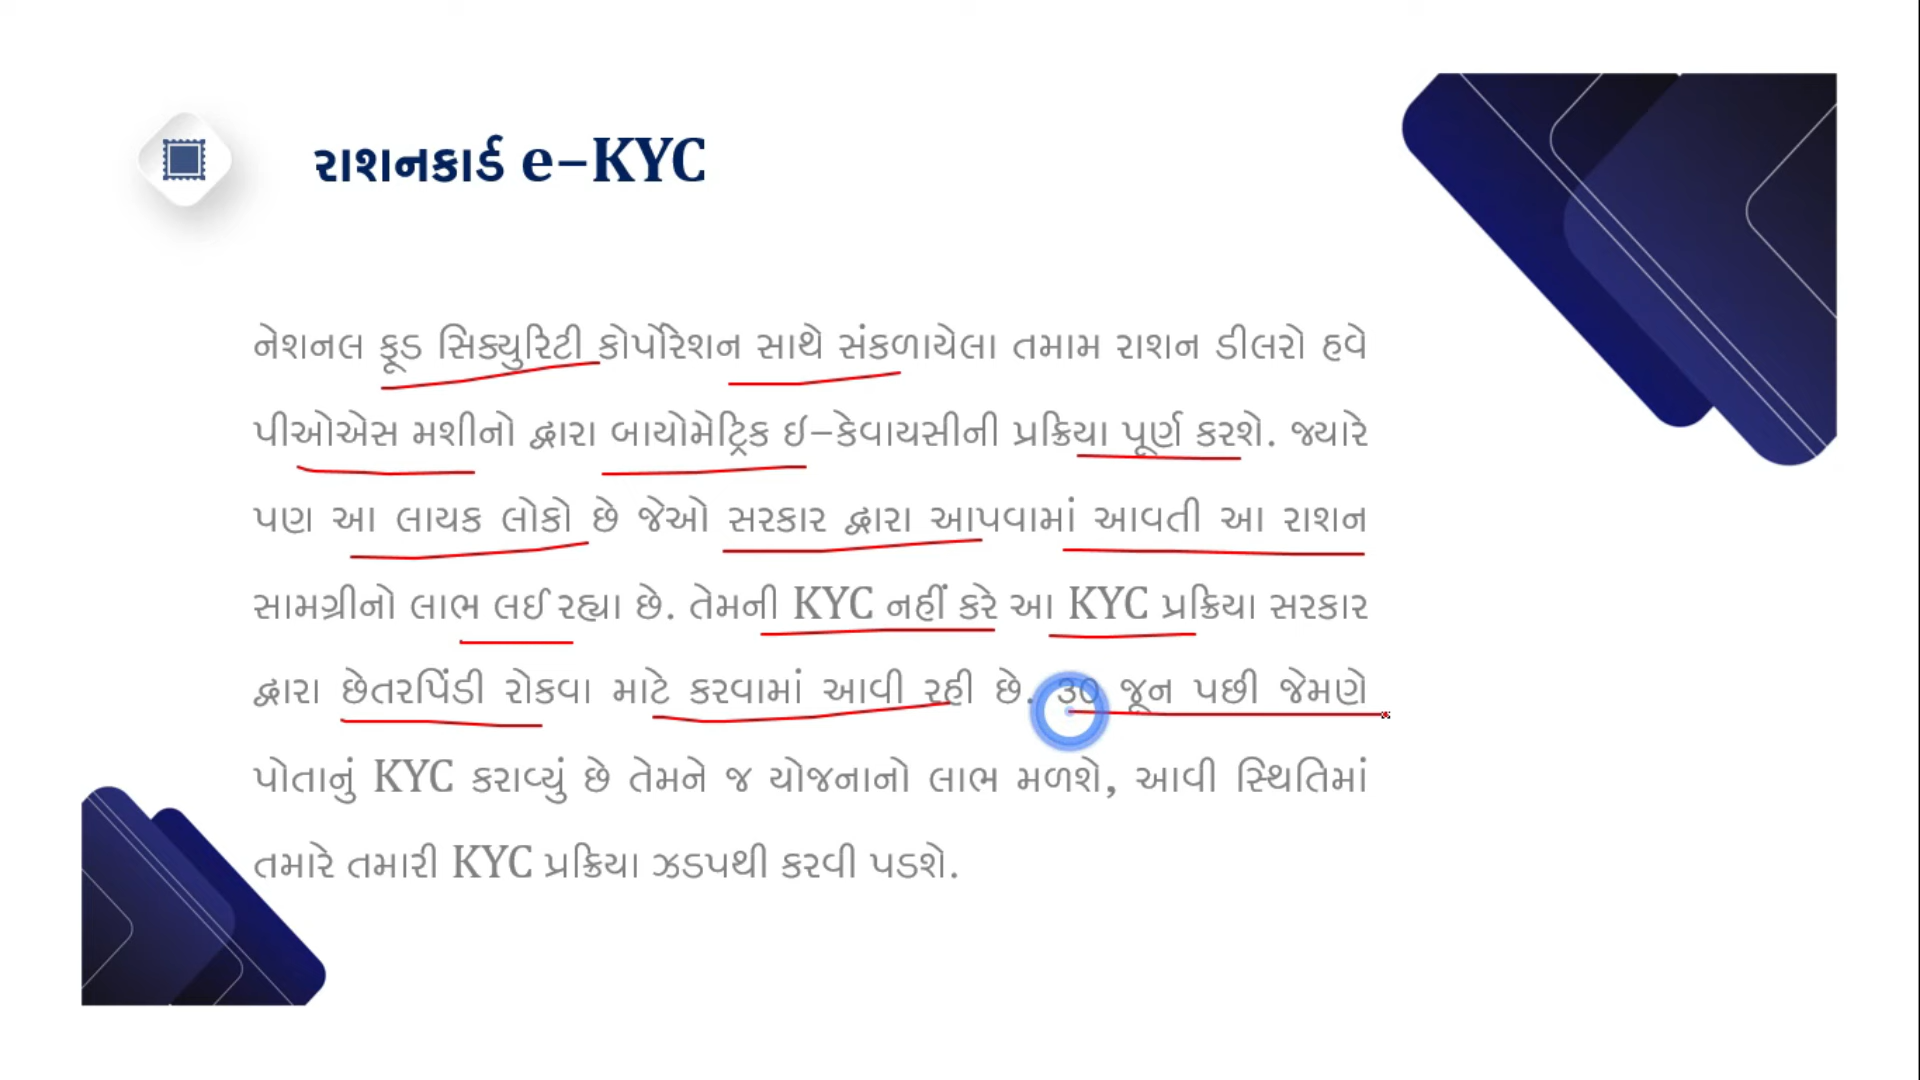 રાશનકાર્ડ e–KYC
નેશનલ ફૂડ સિક્યુરિટી કોર્પોરેશન સાથે સંકળાયેલા તમામ રાશન ડીલરો હવે
પીઓએસ મશીનો દ્વારા બાયોમેટ્રિક ઈ–કેવાયસીની પ્રક્રિયા પૂર્ણ કરશે. જ્યારે
પણ આ લાયક લોકો છે જેઓ સરકાર દ્વારા આપવામાં આવતી આ રાશન
સામગ્રીનો લાભ લઈ રહ્યા છે. તેમની KYC નહીં કરે આ KYC પ્રક્રિયા સરકાર
દ્વારા છેતરપિંડી રોકવા માટે કરવામાં આવી રહી છે. ૩૦ જૂન પછી જેમણે
પોતાનું KYC કરાવ્યું છે તેમને જ યોજનાનો લાભ મળશે, આવી સ્થિતિમાં
તમારે તમારી KYC પ્રક્રિયા ઝડપથી કરવી પડશે.